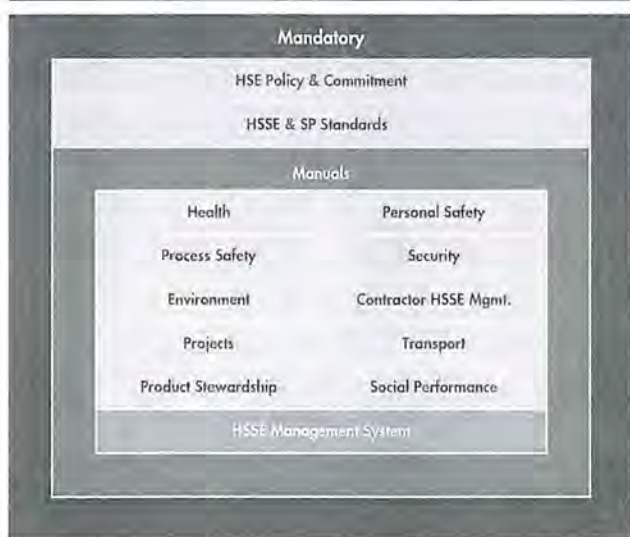 Mandatory
HSE Policy & Commitment
HSSE & SP Standards
Manuals
Health Personal Safety
Process Safety Security
Environment Contractor HSSE Mgmt.
Projects Transport
Product Stewardship Social Performance
HSSE Management System